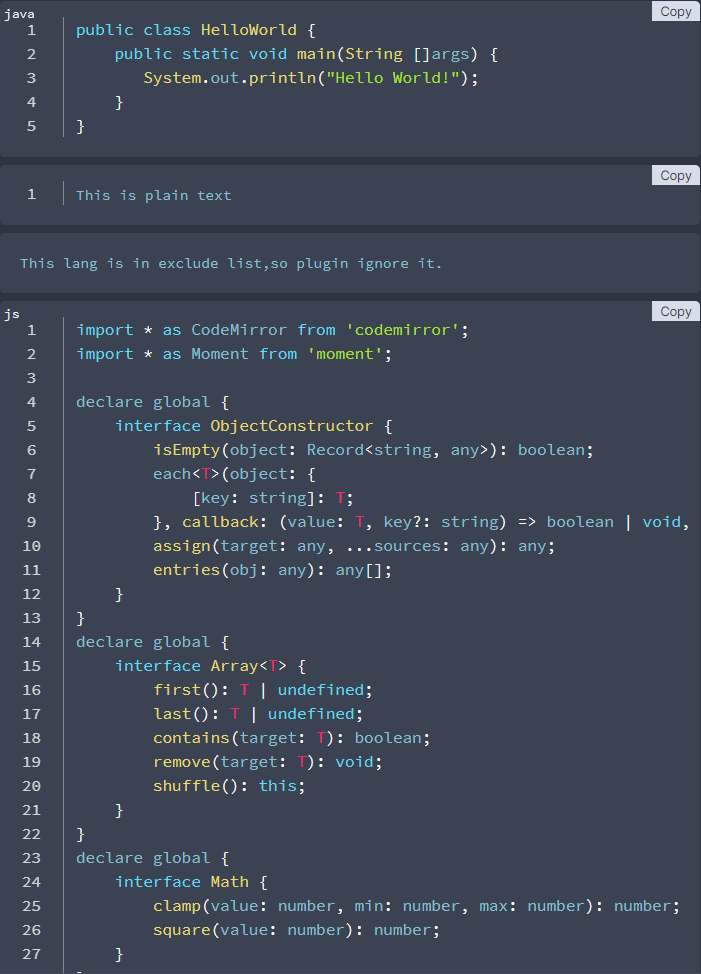 java
Copy
1 public class HelloWorld {
2     public static void main(String []args) {
3        System.out.println("Hello World!");
4     }
5 }
Copy
1 This is plain text
This lang is in exclude list,so plugin ignore it.
js
Copy
1 import * as CodeMirror from 'codemirror';
2 import * as Moment from 'moment';
3
4 declare global {
5     interface ObjectConstructor {
6         isEmpty(object: Record<string, any>): boolean;
7         each<T>(object: {
8             [key: string]: T;
9         }, callback: (value: T, key?: string) => boolean | void,
10         assign(target: any, ...sources: any): any;
11         entries(obj: any): any[];
12     }
13 }
14 declare global {
15     interface Array<T> {
16         first(): T | undefined;
17         last(): T | undefined;
18         contains(target: T): boolean;
19         remove(target: T): void;
20         shuffle(): this;
21     }
22 }
23 declare global {
24     interface Math {
25         clamp(value: number, min: number, max: number): number;
26         square(value: number): number;
27     }